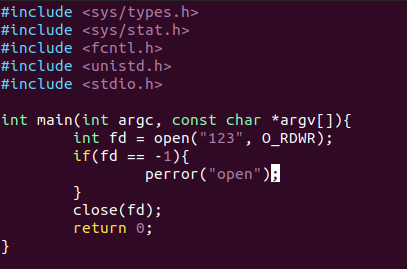 #include <sys/types.h>
#include <sys/stat.h>
#include <fcntl.h>
#include <unistd.h>
#include <stdio.h>

int main(int argc, const char *argv[]){
        int fd = open("123", O_RDWR);
        if(fd == -1){
                perror("open");
        }
        close(fd);
        return 0;
}